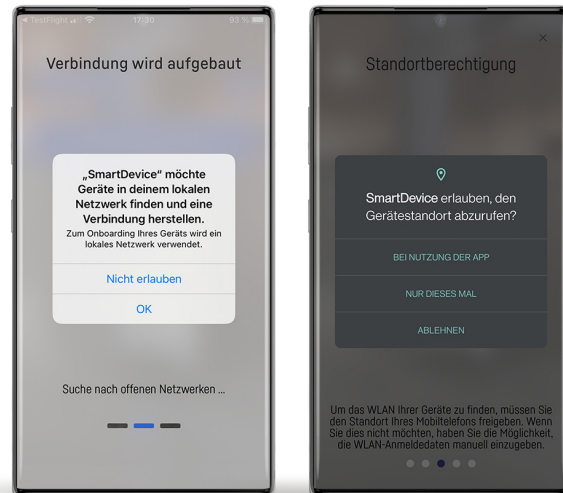 TestFlight
17:30
93 %
Verbindung wird aufgebaut
„SmartDevice“ möchte
Geräte in deinem lokalen
Netzwerk finden und eine
Verbindung herstellen.
Zum Onboarding Ihres Geräts wird ein
lokales Netzwerk verwendet.
Nicht erlauben
OK
Suche nach offenen Netzwerken ...
Standortberechtigung
SmartDevice erlauben, den
Gerätestandort abzurufen?
BEI NUTZUNG DER APP
NUR DIESES MAL
ABLEHNEN
Um das WLAN Ihrer Geräte zu finden, müssen Sie
den Standort Ihres Mobiltelefons freigeben. Wenn
Sie dies nicht möchten, haben Sie die Möglichkeit,
die WLAN-Anmeldedaten manuell einzugeben.